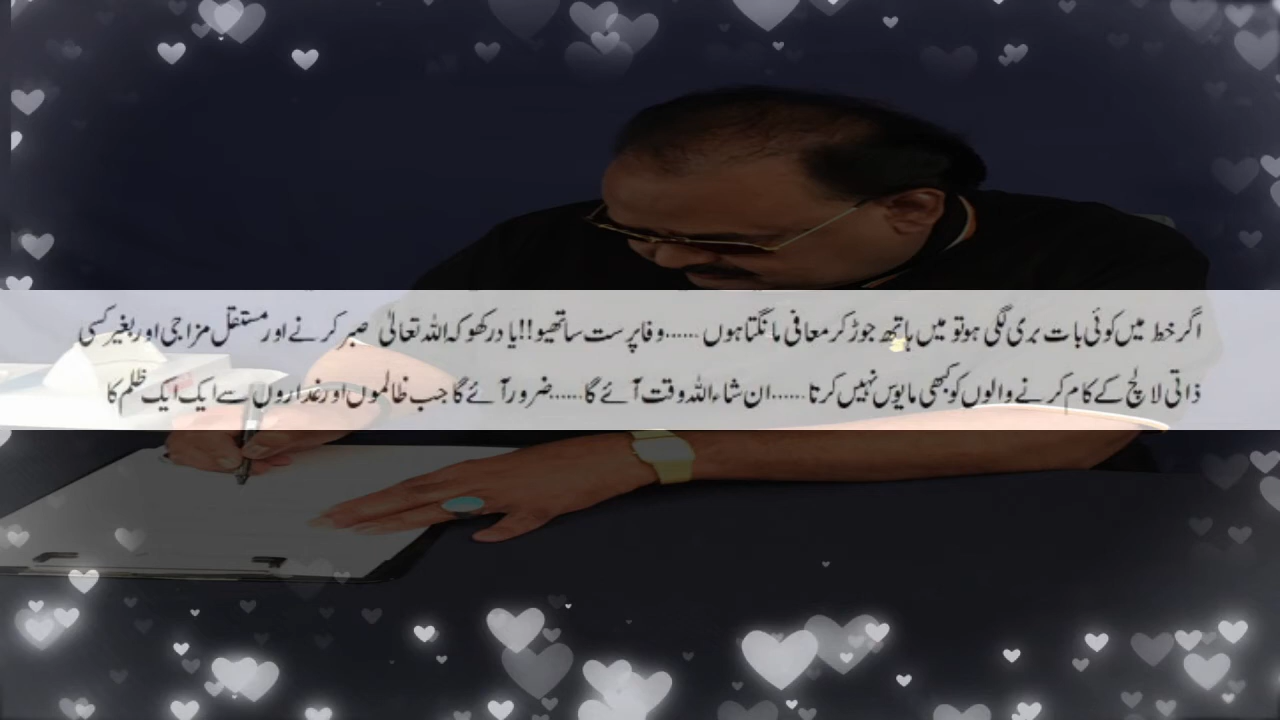 اگر خط میں کوئی بات بری لگی ہو تو میں ہاتھ جوڑ کر معافی مانگتا ہوں ......وفا پرست ساتھیو!! یاد رکھو کہ اللہ تعالیٰ صبر کرنے اور مستقل مزاجی اور بغیر کسی
ذاتی لالچ کے کام کرنے والوں کو کبھی مایوس نہیں کرتا ......ان شاء اللہ وقت آئے گا ......ضرور آئے گا جب ظالموں اور غداروں سے ایک ایک ظلم کا